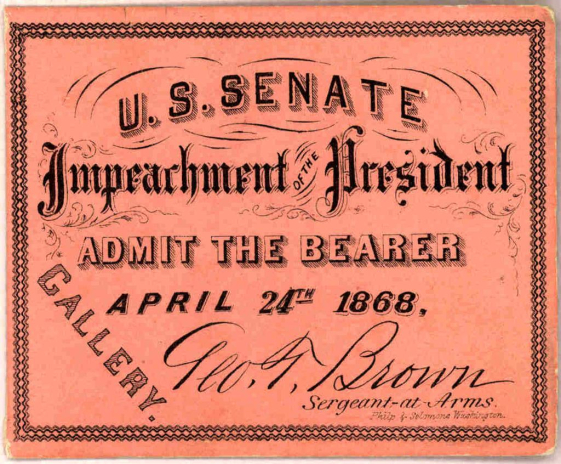 U.S. SENATE
Impeachment OF THE President
ADMIT THE BEARER
GALLERY.
APRIL 24TH 1868,
Geo. T. Brown
Sergeant-at-Arms.
Philp & Solomons Washington.